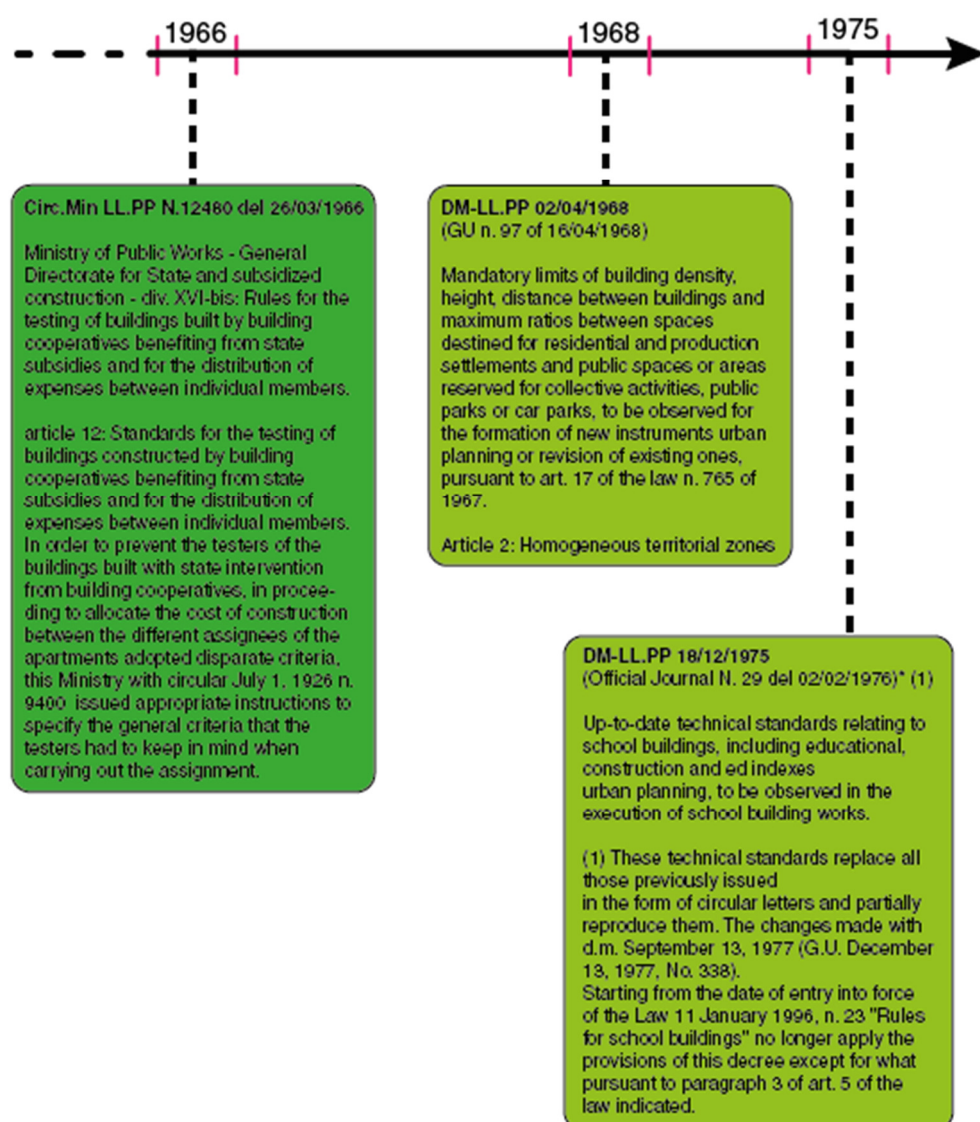 1966
1968
1975
Circ.Min LL.PP N.12480 del 26/03/1966
Ministry of Public Works - General
Directorate for State and subsidized
construction - div. XVI-bis: Rules for the
testing of buildings built by building
cooperatives benefiting from state
subsidies and for the distribution of
expenses between individual members.
article 12: Standards for the testing of
buildings constructed by building
cooperatives benefiting from state
subsidies and for the distribution of
expenses between individual members.
In order to prevent the testers of the
buildings built with state intervention
from building cooperatives, in procee-
ding to allocate the cost of construction
between the different assignees of the
apartments adopted disparate criteria,
this Ministry with circular July 1, 1926 n.
9400 issued appropriate instructions to
specify the general criteria that the
testers had to keep in mind when
carrying out the assignment.
DM-LL.PP 02/04/1968
(GU n. 97 of 16/04/1968)
Mandatory limits of building density,
height, distance between buildings and
maximum ratios between spaces
destined for residential and production
settlements and public spaces or areas
reserved for collective activities, public
parks or car parks, to be observed for
the formation of new instruments urban
planning or revision of existing ones,
pursuant to art. 17 of the law n. 765 of
1967.
Article 2: Homogeneous territorial zones
DM-LL.PP 18/12/1975
(Official Journal N. 29 del 02/02/1976)* (1)
Up-to-date technical standards relating to
school buildings, including educational,
construction and ed indexes
urban planning, to be observed in the
execution of school building works.
(1) These technical standards replace all
those previously issued
in the form of circular letters and partially
reproduce them. The changes made with
d.m. September 13, 1977 (G.U. December
13, 1977, No. 338).
Starting from the date of entry into force
of the Law 11 January 1996, n. 23 "Rules
for school buildings" no longer apply the
provisions of this decree except for what
pursuant to paragraph 3 of art. 5 of the
law indicated.